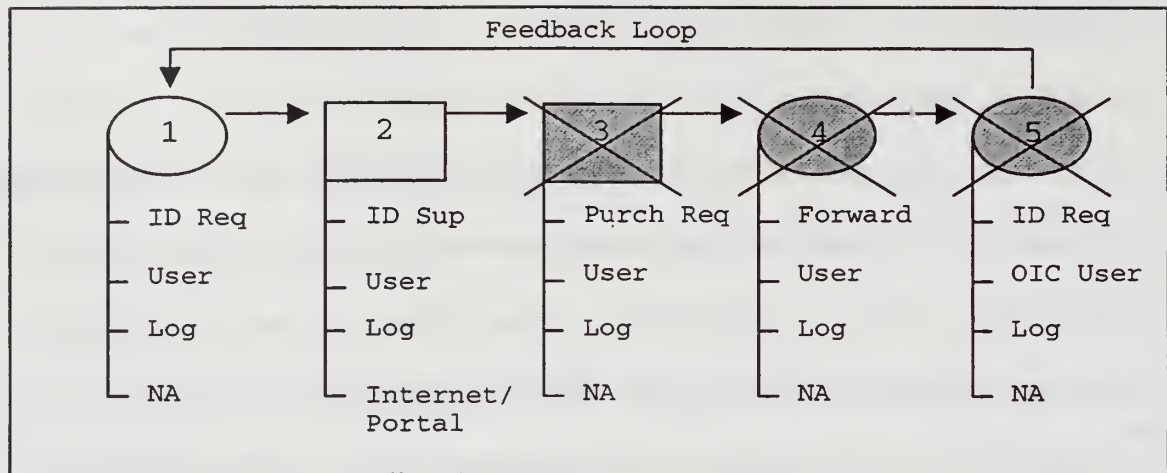 Feedback Loop
1 2 3 4 5
ID Req ID Sup Purch Req Forward ID Req
User User User User OIC User
Log Log Log Log Log
NA Internet/ NA NA NA
Portal